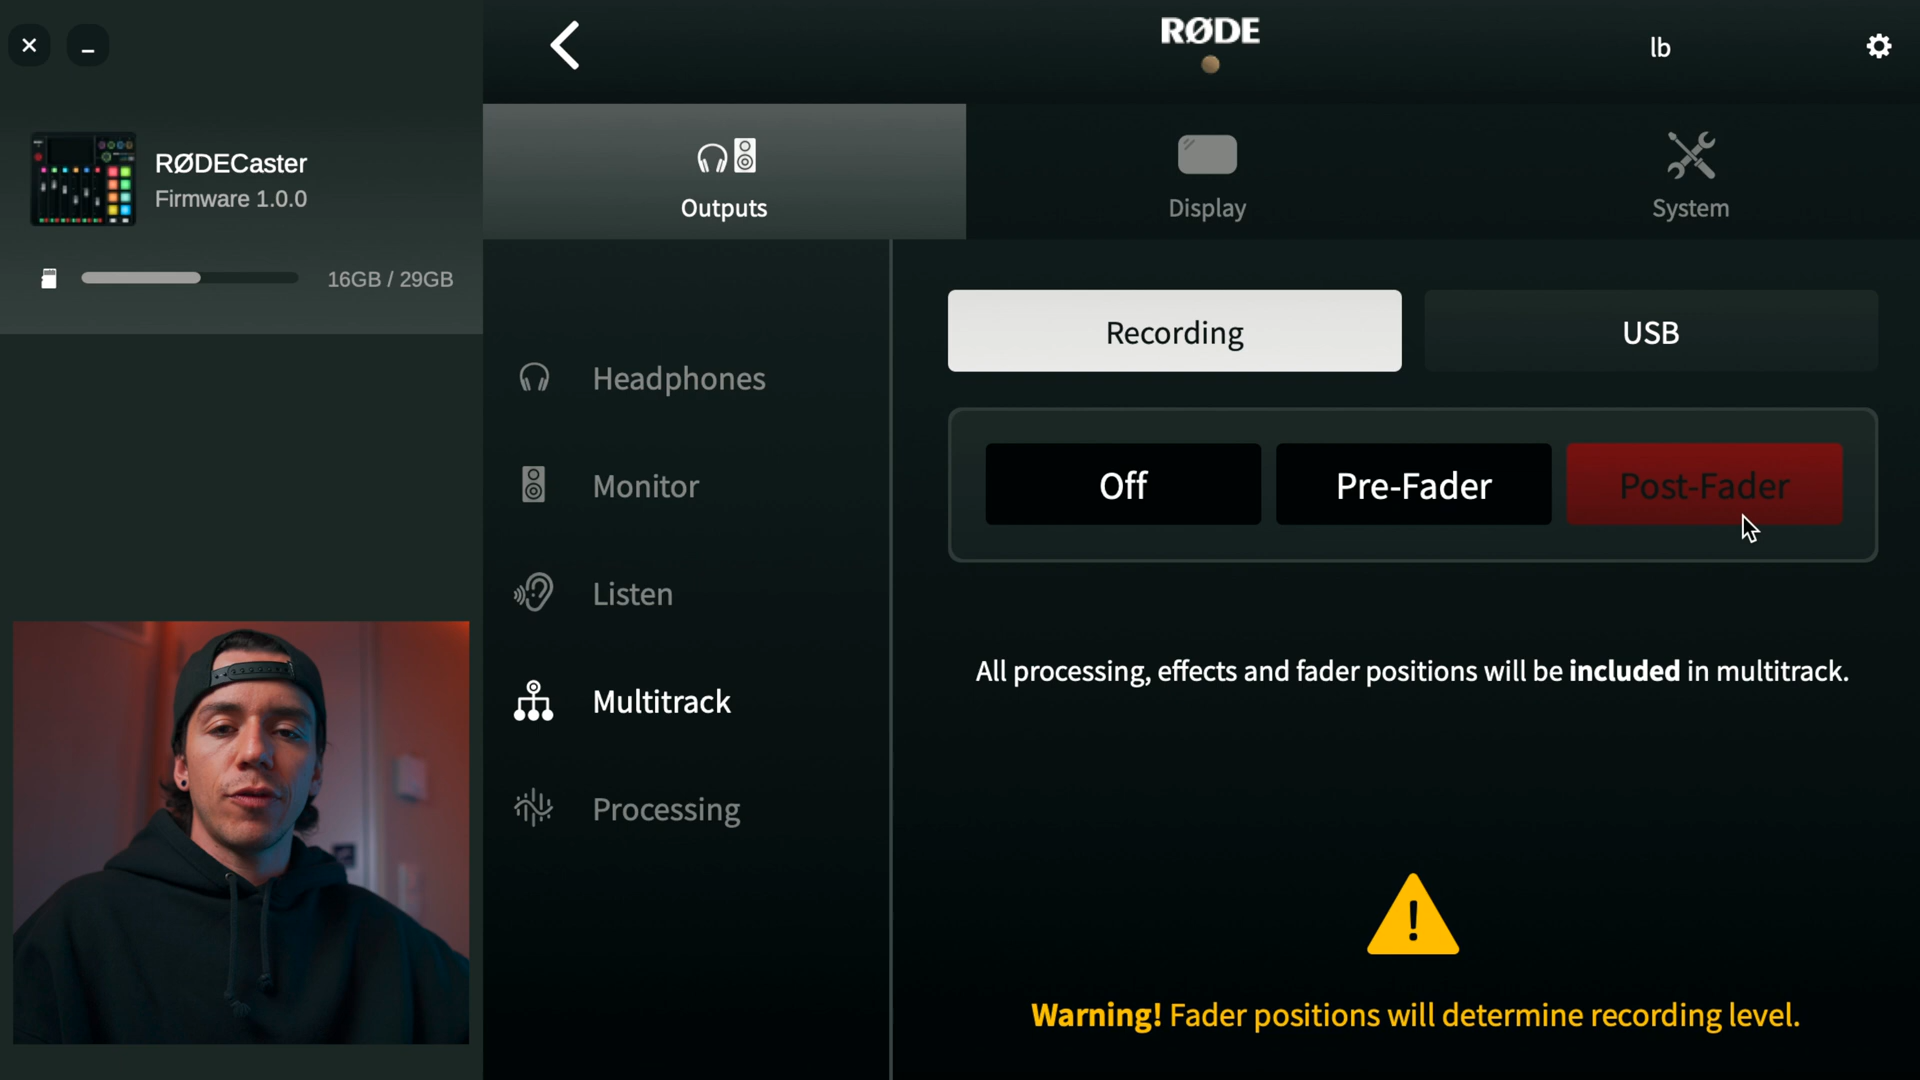 RØDECaster
Firmware 1.0.0
16GB / 29GB
RØDE
lb
Outputs
Display
System
Headphones
Monitor
Listen
Multitrack
Processing
Recording
USB
Off
Pre-Fader
Post-Fader
All processing, effects and fader positions will be included in multitrack.
Warning! Fader positions will determine recording level.